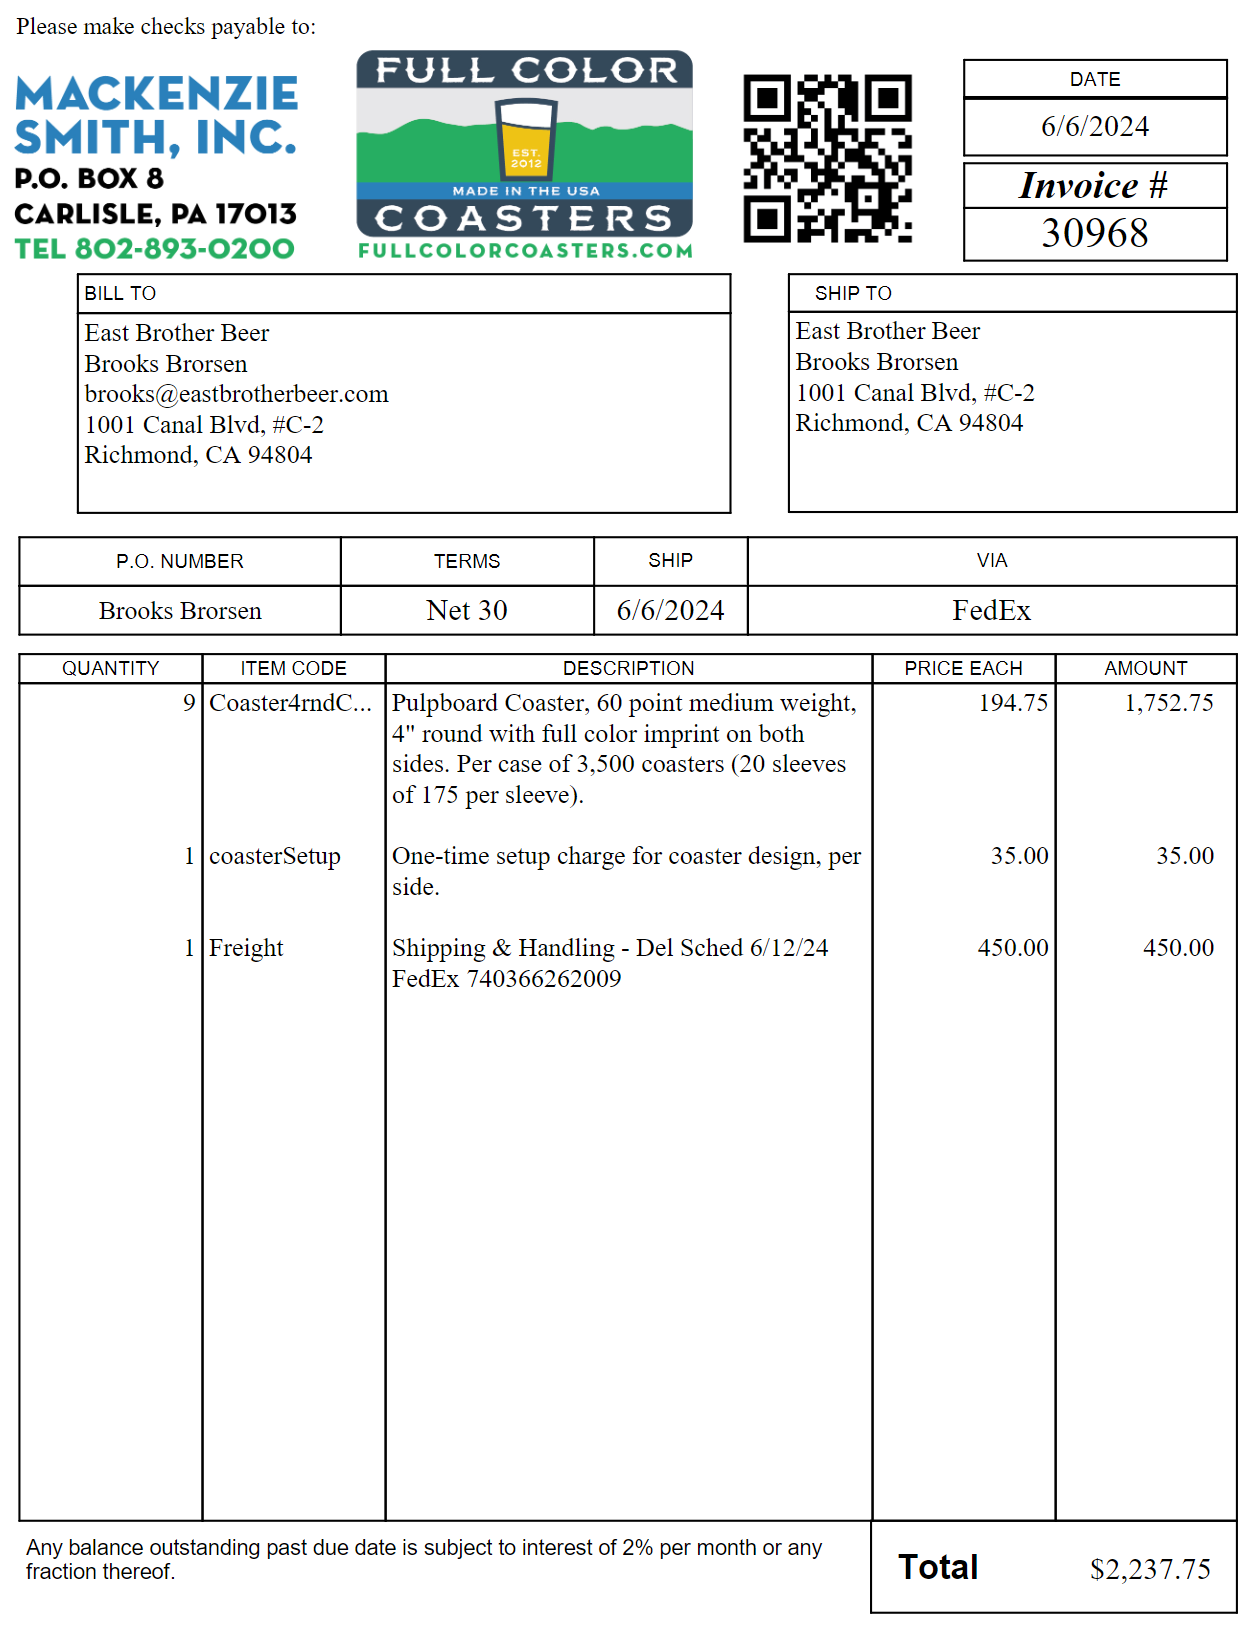 Please make checks payable to:
MACKENZIE
SMITH, INC.
P.O. BOX 8
CARLISLE, PA 17013
TEL 802-893-0200
FULL COLOR
EST.
2012
MADE IN THE USA
COASTERS
FULLCOLORCOASTERS.COM
DATE
6/6/2024
Invoice #
30968
BILL TO
East Brother Beer
Brooks Brorsen
brooks@eastbrotherbeer.com
1001 Canal Blvd, #C-2
Richmond, CA 94804
SHIP TO
East Brother Beer
Brooks Brorsen
1001 Canal Blvd, #C-2
Richmond, CA 94804
P.O. NUMBER TERMS SHIP VIA
Brooks Brorsen Net 30 6/6/2024 FedEx
QUANTITY ITEM CODE DESCRIPTION PRICE EACH AMOUNT
9 Coaster4rndC... Pulpboard Coaster, 60 point medium weight, 194.75 1,752.75
4" round with full color imprint on both
sides. Per case of 3,500 coasters (20 sleeves
of 175 per sleeve).
1 coasterSetup One-time setup charge for coaster design, per 35.00 35.00
side.
1 Freight Shipping & Handling - Del Sched 6/12/24 450.00 450.00
FedEx 740366262009
Any balance outstanding past due date is subject to interest of 2% per month or any
fraction thereof.
Total $2,237.75